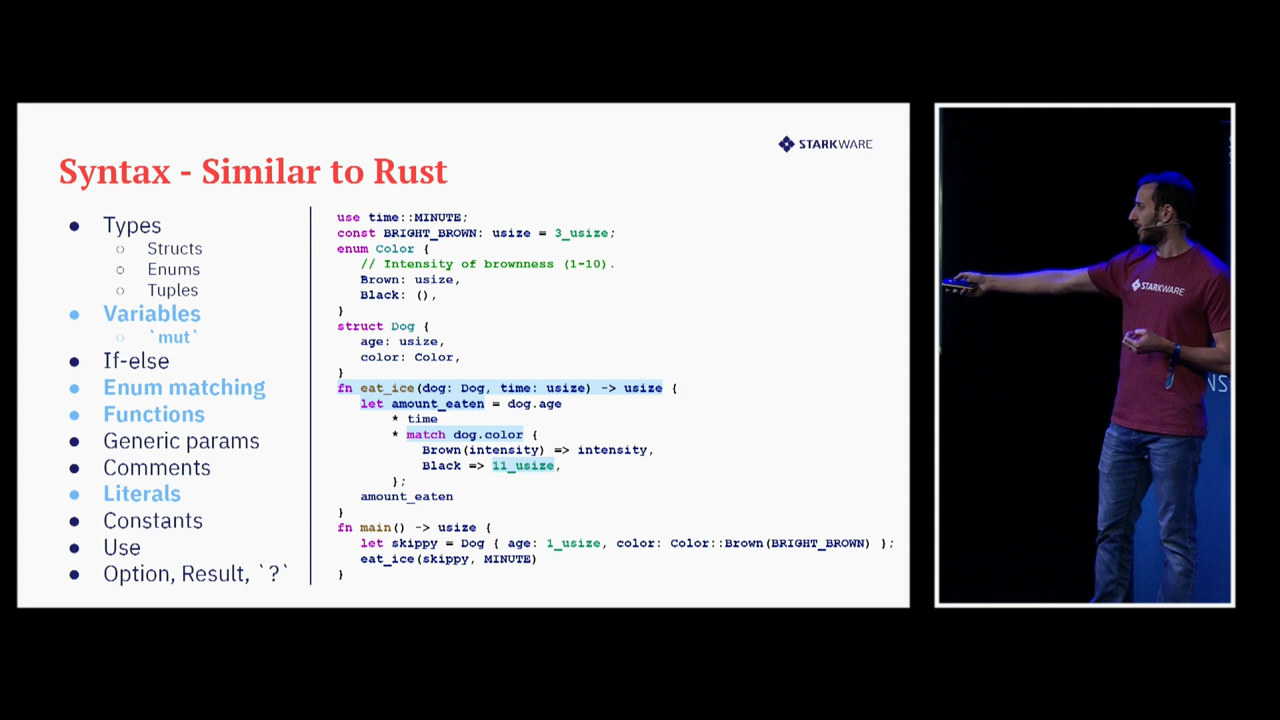 STARKWARE
Syntax - Similar to Rust
● Types
○ Structs
○ Enums
○ Tuples
● Variables
○ `mut`
● If-else
● Enum matching
● Functions
● Generic params
● Comments
● Literals
● Constants
● Use
● Option, Result, `?`
use time::MINUTE;
const BRIGHT_BROWN: usize = 3_usize;
enum Color {
// Intensity of brownness (1-10).
Brown: usize,
Black: (),
}
struct Dog {
age: usize,
color: Color,
}
fn eat_ice(dog: Dog, time: usize) -> usize {
let amount_eaten = dog.age
* time
* match dog.color {
Brown(intensity) => intensity,
Black => 11_usize,
};
amount_eaten
}
fn main() -> usize {
let skippy = Dog { age: 1_usize, color: Color::Brown(BRIGHT_BROWN) };
eat_ice(skippy, MINUTE)
}
STARKWARE
NS